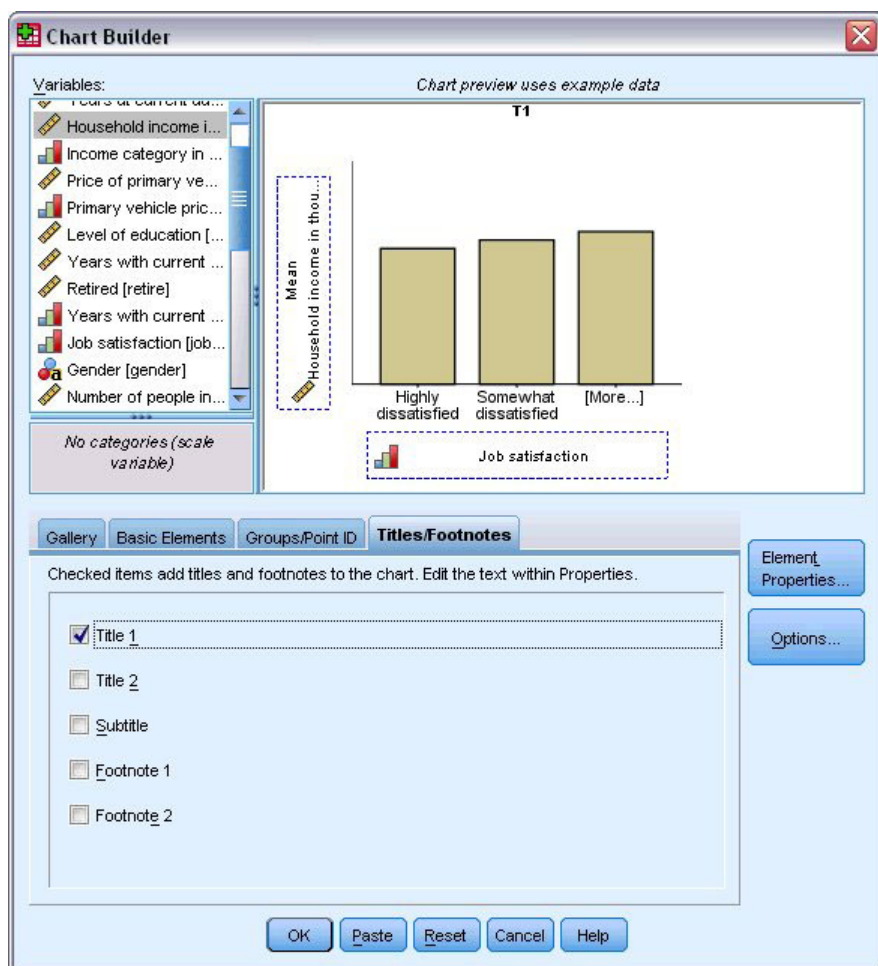 Chart Builder
Variables:
Household income i...
Income category in ...
Price of primary ve...
Primary vehicle pric...
Level of education [...
Years with current ...
Retired [retire]
Years with current ...
Job satisfaction [job...
Gender [gender]
Number of people in...
No categories (scale
variable)
Chart preview uses example data
T1
Mean
Household income in thou...
Highly
dissatisfied
Somewhat
dissatisfied
[More...]
Job satisfaction
Gallery
Basic Elements
Groups/Point ID
Titles/Footnotes
Checked items add titles and footnotes to the chart. Edit the text within Properties.
Title 1
Title 2
Subtitle
Footnote 1
Footnote 2
Element
Properties...
Options...
OK
Paste
Reset
Cancel
Help